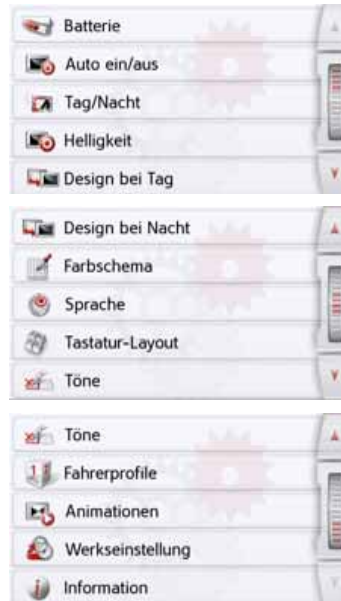 Batterie
Auto ein/aus
Tag/Nacht
Helligkeit
Design bei Tag
Design bei Nacht
Farbschema
Sprache
Tastatur-Layout
Töne
Töne
Fahrerprofile
Animationen
Werkseinstellung
Information